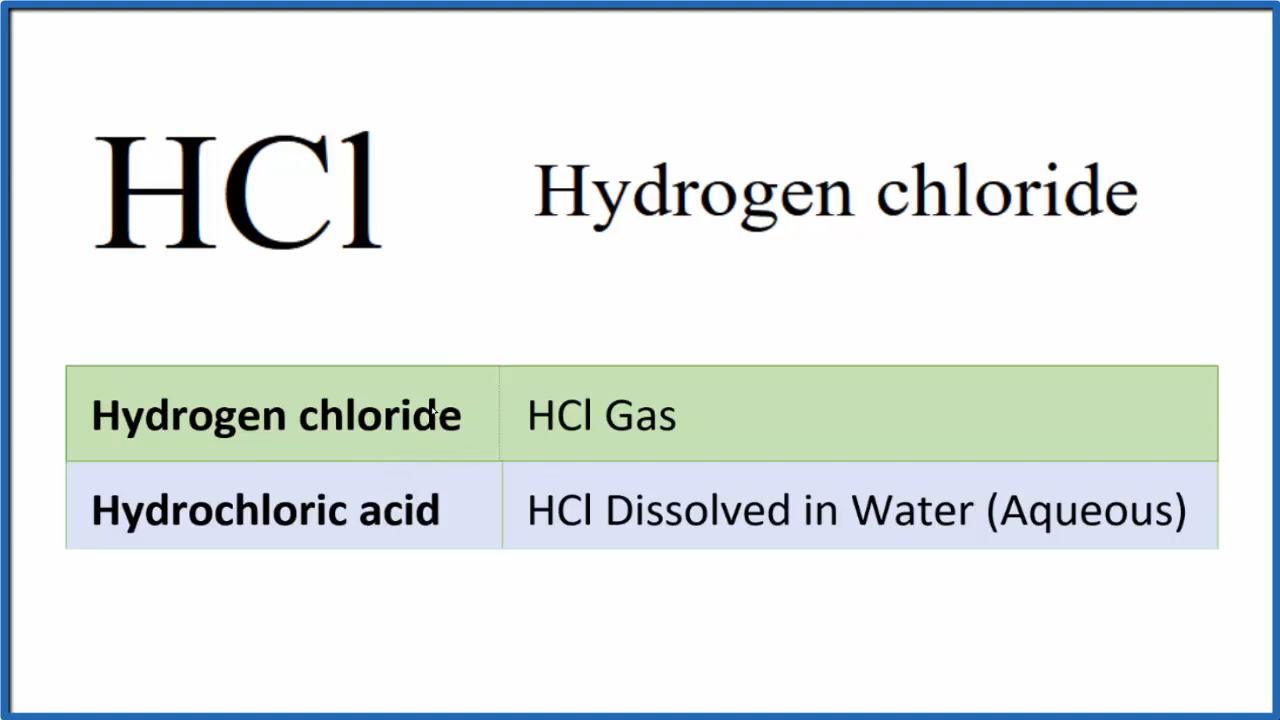 HCl Hydrogen chloride
Hydrogen chloride HCl Gas
Hydrochloric acid HCl Dissolved in Water (Aqueous)